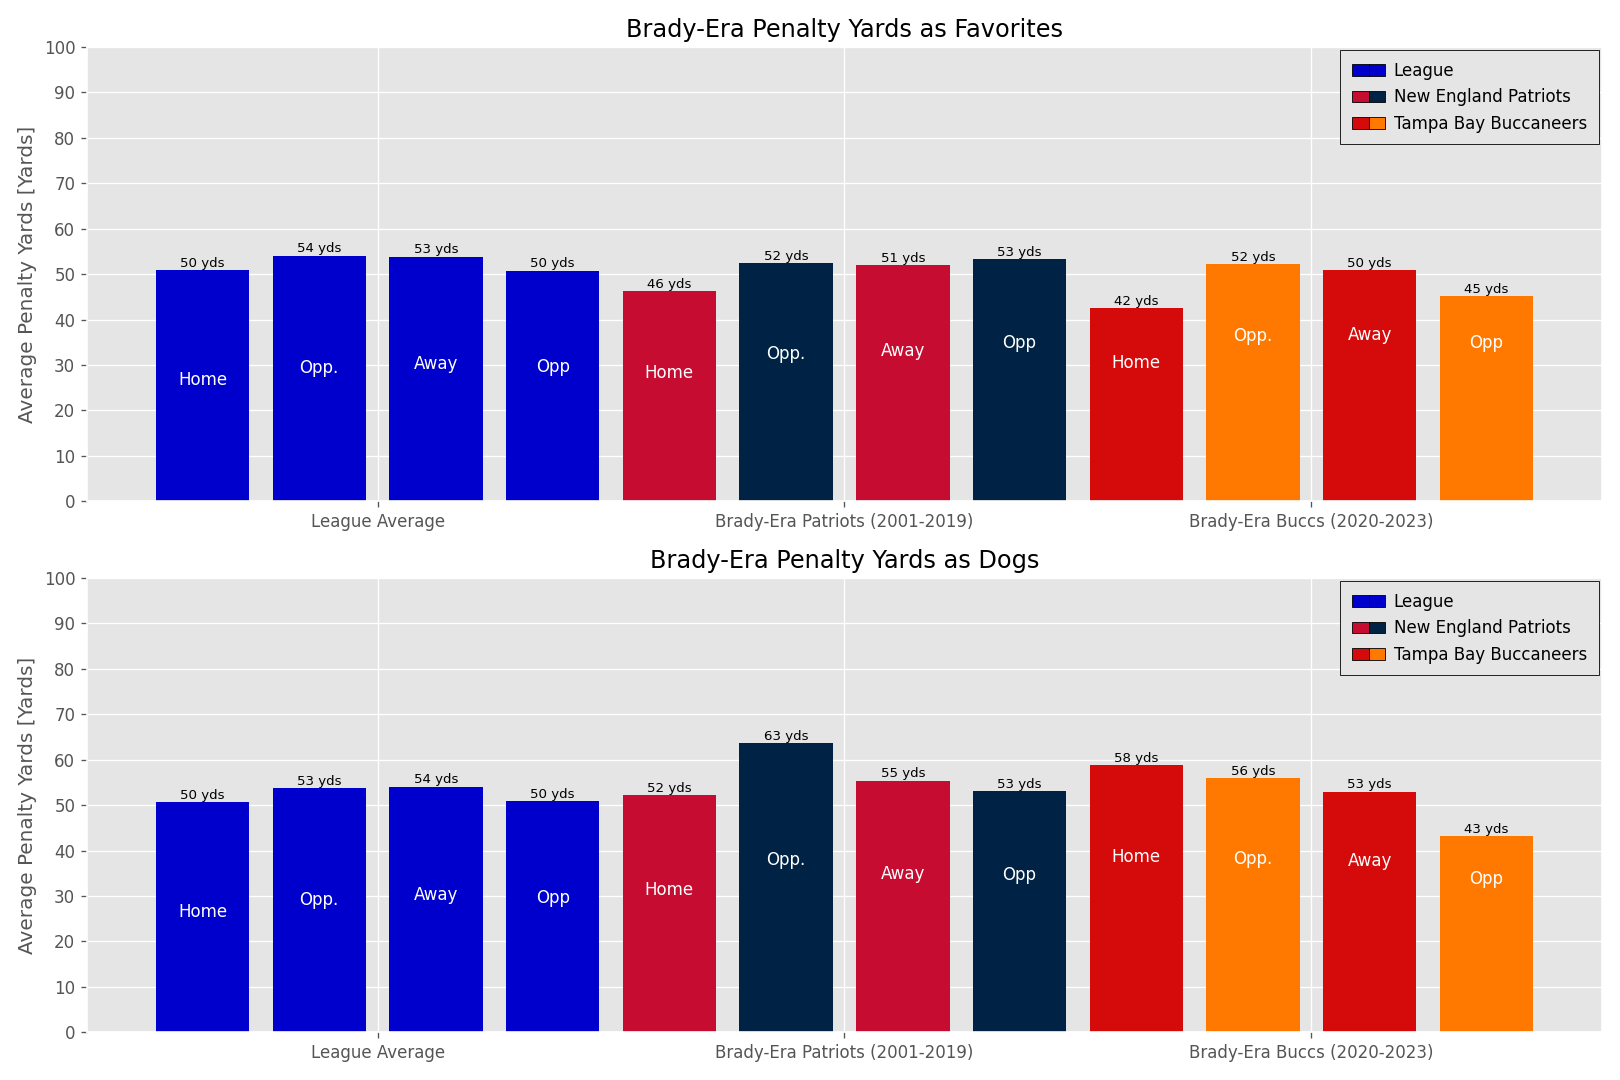 Brady-Era Penalty Yards as Favorites
Average Penalty Yards [Yards]
100
90
80
70
60
50
40
30
20
10
0
League
New England Patriots
Tampa Bay Buccaneers
50 yds
54 yds
53 yds
50 yds
46 yds
52 yds
51 yds
53 yds
42 yds
52 yds
50 yds
45 yds
Home
Opp.
Away
Opp
Home
Opp.
Away
Opp
Home
Opp.
Away
Opp
League Average
Brady-Era Patriots (2001-2019)
Brady-Era Buccs (2020-2023)
Brady-Era Penalty Yards as Dogs
Average Penalty Yards [Yards]
100
90
80
70
60
50
40
30
20
10
0
League
New England Patriots
Tampa Bay Buccaneers
50 yds
53 yds
54 yds
50 yds
52 yds
63 yds
55 yds
53 yds
58 yds
56 yds
53 yds
43 yds
Home
Opp.
Away
Opp
Home
Opp.
Away
Opp
Home
Opp.
Away
Opp
League Average
Brady-Era Patriots (2001-2019)
Brady-Era Buccs (2020-2023)